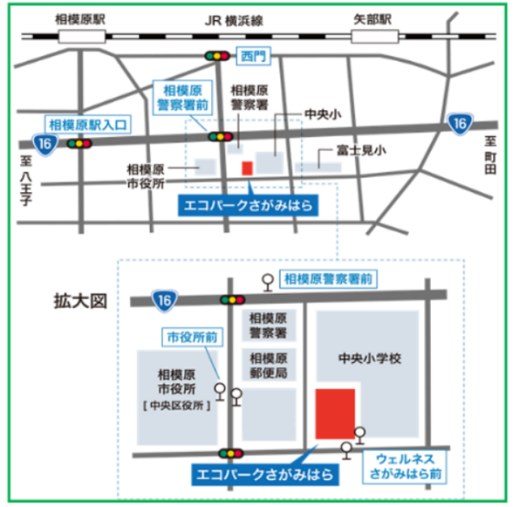 相模原駅
JR 横浜線
矢部駅
西門
相模原
警察署前
相模原
警察署
中央小
相模原駅入口
16
16
至 八王子
至 町田
富士見小
相模原
市役所
エコパークさがみはら
拡大図
16
相模原警察署前
相模原
警察署
市役所前
相模原
郵便局
中央小学校
相模原
市役所
[ 中央区役所 ]
エコパークさがみはら
ウェルネス
さがみはら前